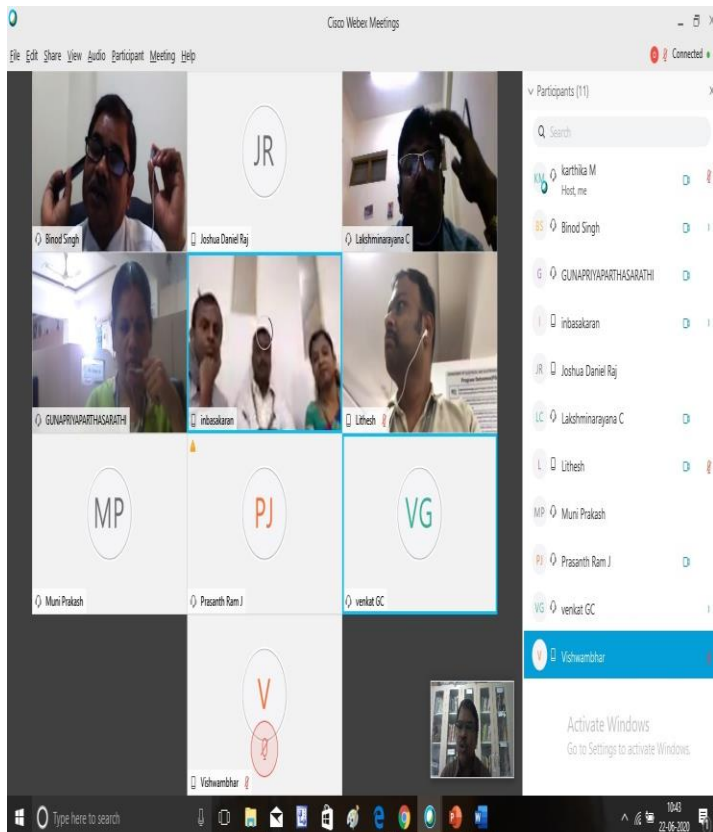 Cisco Webex Meetings
File Edit Share View Audio Participant Meeting Help
Connected
JR
Binod Singh
Joshua Daniel Raj
Lakshminarayana C
GUNAPRIYAPARTHASARATHI
inbasakaran
Lithesh
MP
PJ
VG
Muni Prakash
Prasanth Ram J
venkat GC
V
Vishwambhar
Participants (11)
Search
KM karthika M
Host, me
BS Binod Singh
G GUNAPRIYAPARTHASARATHI
I inbasakaran
JR Joshua Daniel Raj
LC Lakshminarayana C
L Lithesh
MP Muni Prakash
PJ Prasanth Ram J
VG venkat GC
V Vishwambhar
Activate Windows
Go to Settings to activate Windows.
Type here to search
10:43
22-06-2020